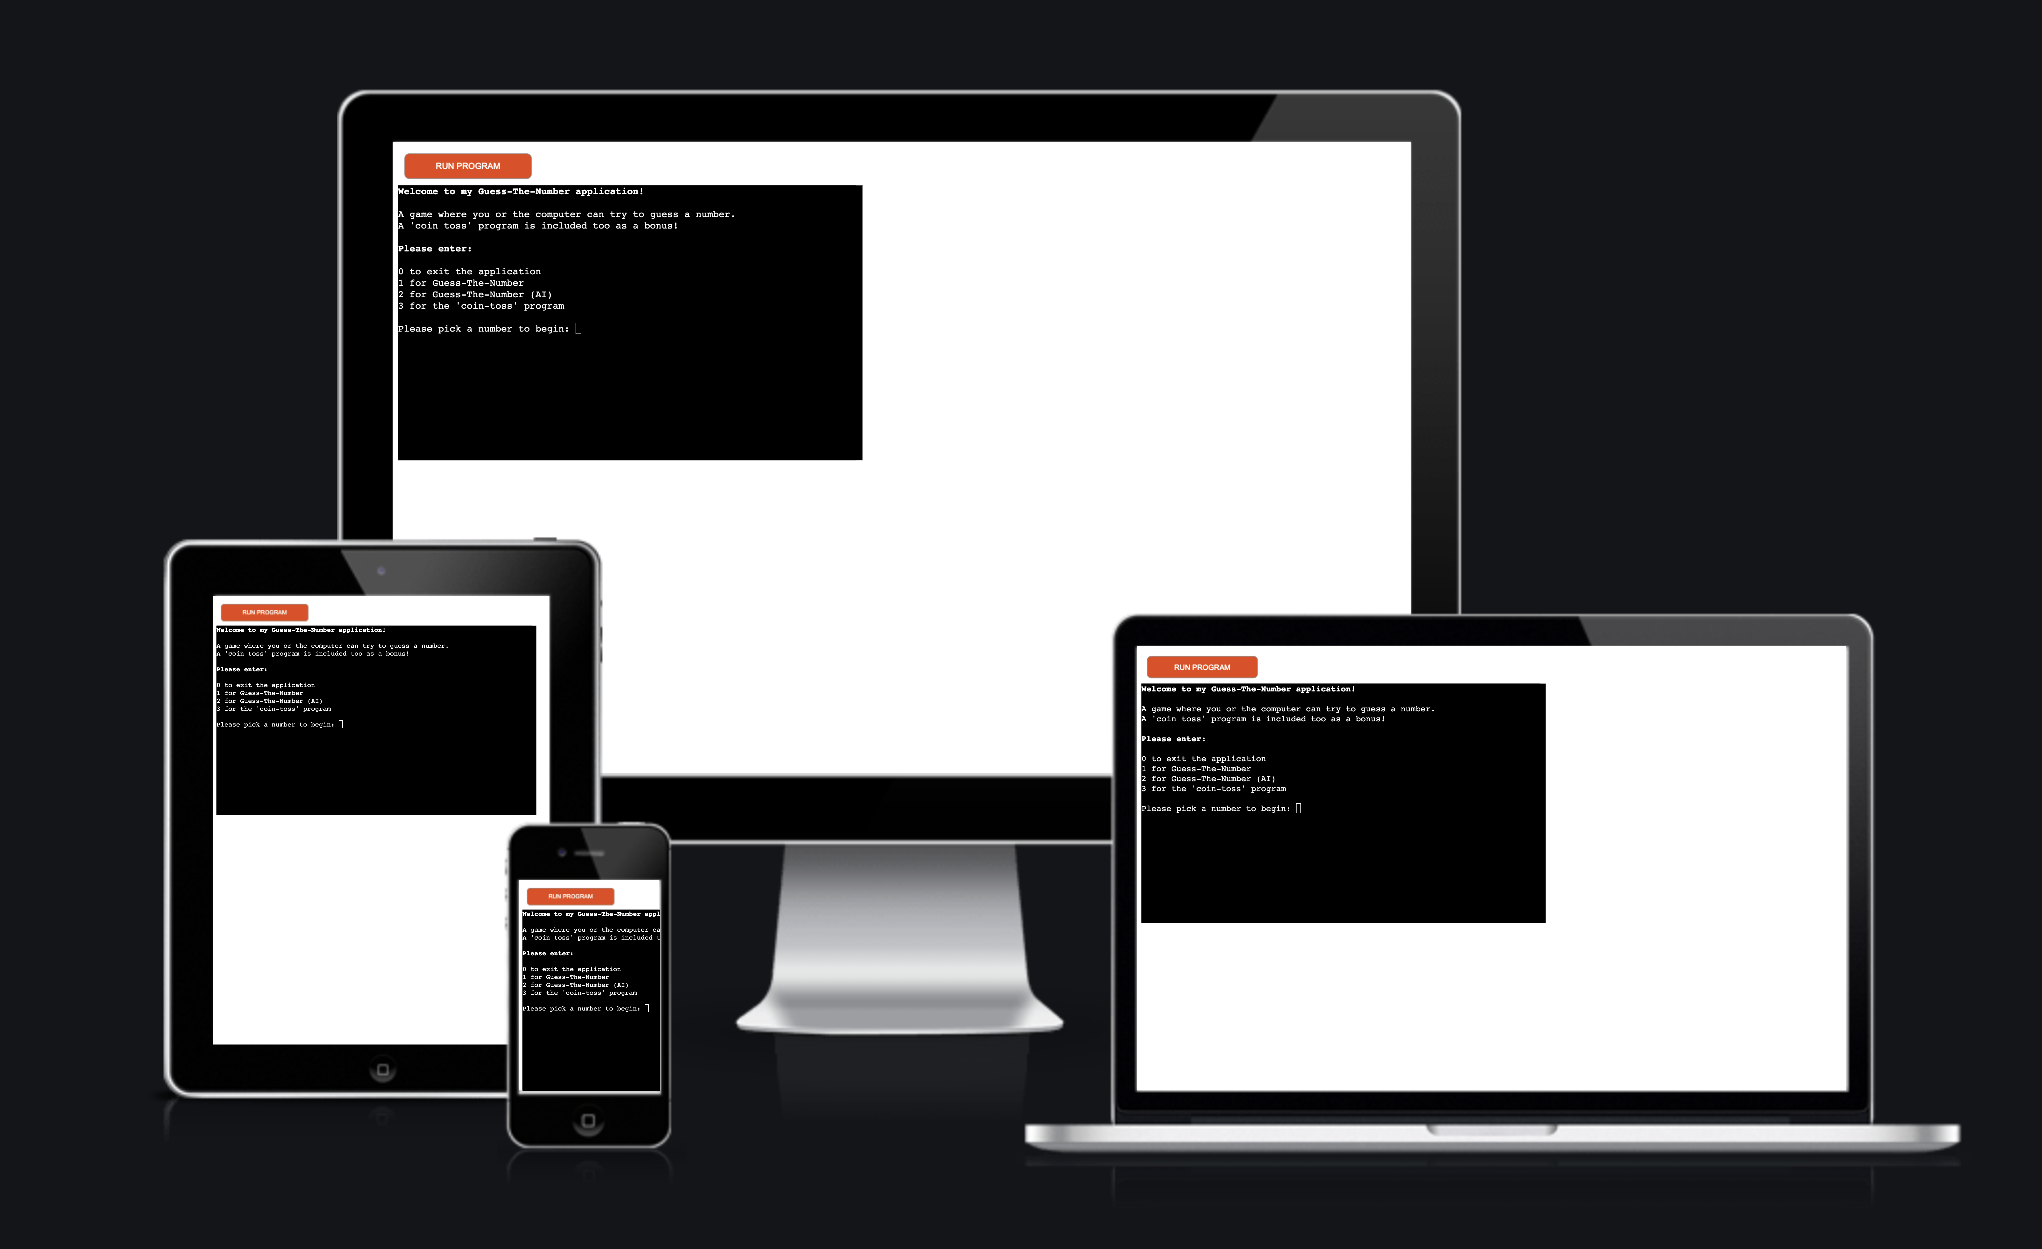 RUN PROGRAM
Welcome to my Guess-The-Number application!
A game where you or the computer can try to guess a number.
A 'coin toss' program is included too as a bonus!
Please enter:
0 to exit the application
1 for Guess-The-Number
2 for Guess-The-Number (AI)
3 for the 'coin-toss' program
Please pick a number to begin:
RUN PROGRAM
Welcome to my Guess-The-Number application!
A game where you or the computer can try to guess a number.
A 'coin toss' program is included too as a bonus!
Please enter:
0 to exit the application
1 for Guess-The-Number
2 for Guess-The-Number (AI)
3 for the 'coin-toss' program
Please pick a number to begin:
RUN PROGRAM
Welcome to my Guess-The-Number appl
A game where you or the computer ca
A 'coin toss' program is included t
Please enter:
0 to exit the application
1 for Guess-The-Number
2 for Guess-The-Number (AI)
3 for the 'coin-toss' program
Please pick a number to begin:
RUN PROGRAM
Welcome to my Guess-The-Number application!
A game where you or the computer can try to guess a number.
A 'coin toss' program is included too as a bonus!
Please enter:
0 to exit the application
1 for Guess-The-Number
2 for Guess-The-Number (AI)
3 for the 'coin-toss' program
Please pick a number to begin: